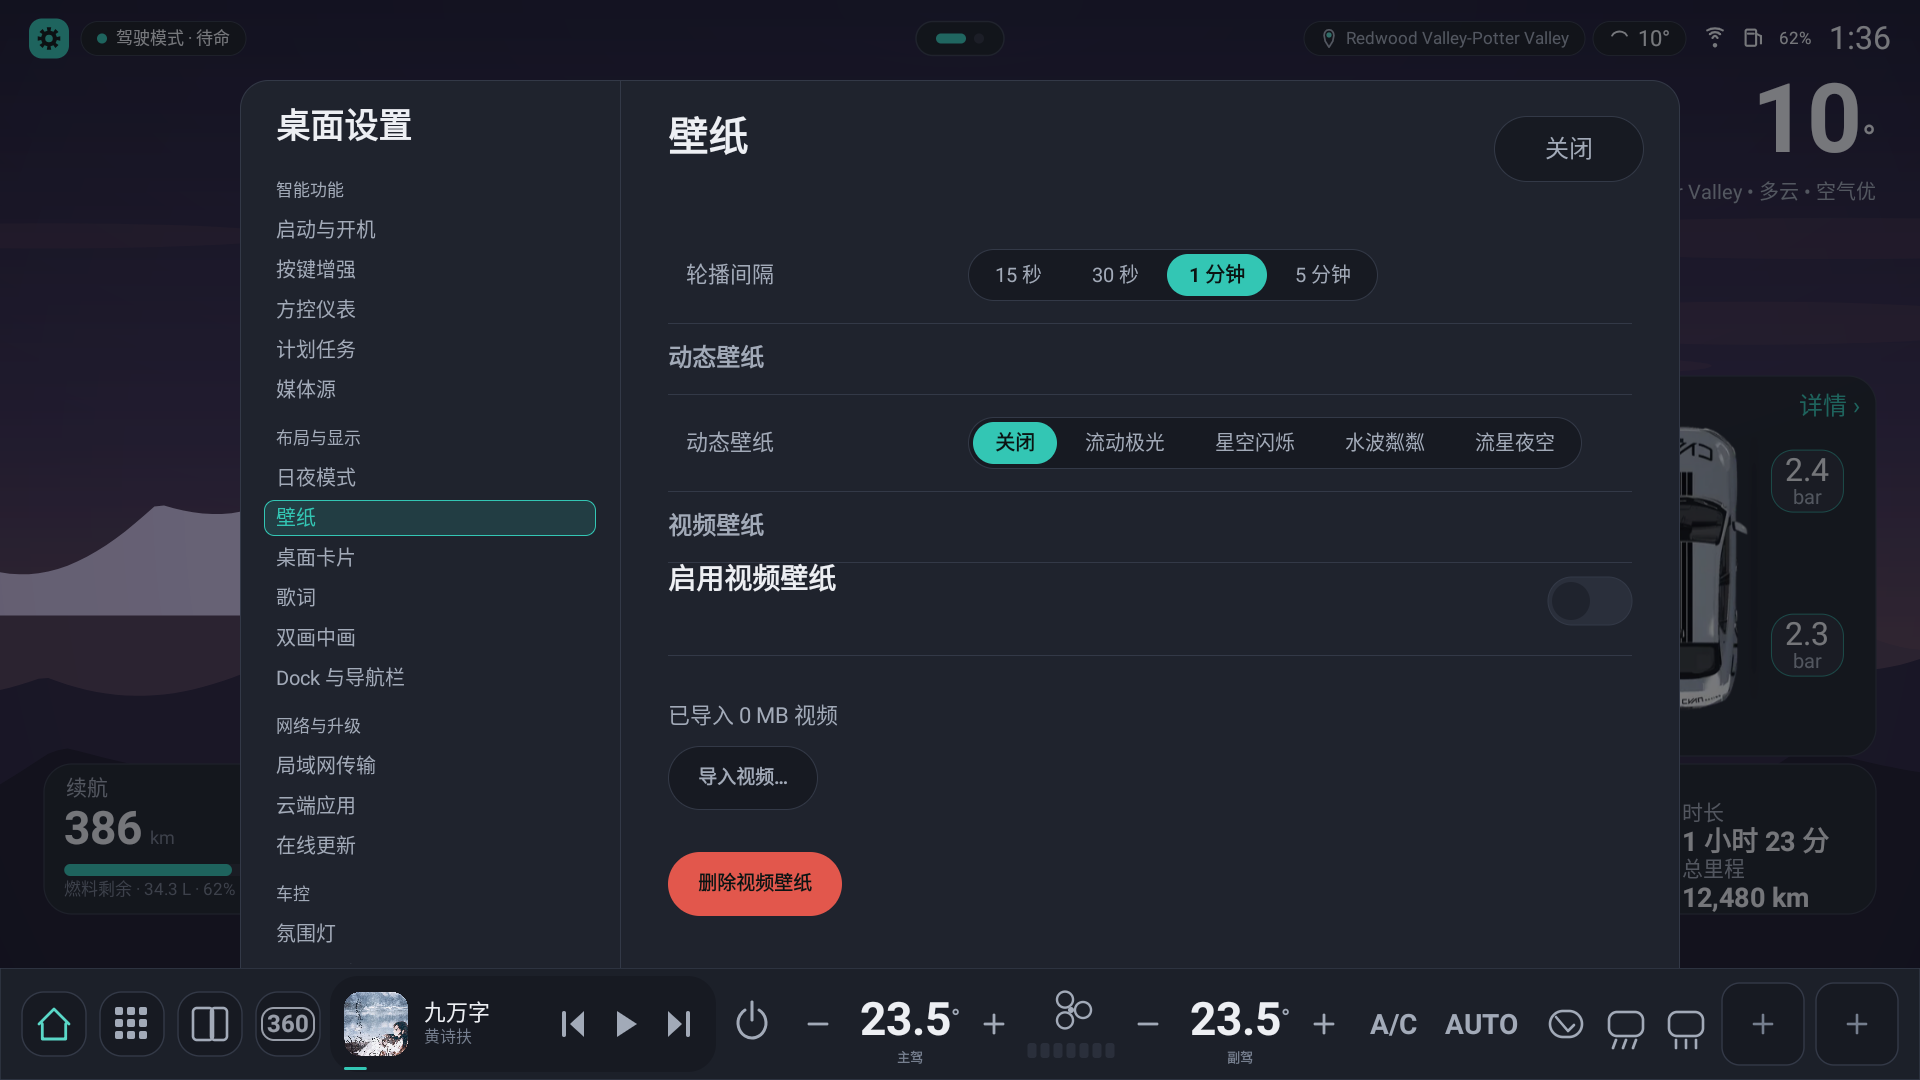 驾驶模式 · 待命
Redwood Valley-Potter Valley
10°
62%
1:36
10°
Valley • 多云 • 空气优
桌面设置
智能功能
启动与开机
按键增强
方控仪表
计划任务
媒体源
布局与显示
日夜模式
壁纸
桌面卡片
歌词
双画中画
Dock 与导航栏
网络与升级
局域网传输
云端应用
在线更新
车控
氛围灯
壁纸
关闭
轮播间隔
15 秒
30 秒
1 分钟
5 分钟
动态壁纸
动态壁纸
关闭
流动极光
星空闪烁
水波粼粼
流星夜空
视频壁纸
启用视频壁纸
已导入 0 MB 视频
导入视频…
删除视频壁纸
详情 ›
2.4
bar
2.3
bar
续航
386 km
燃料剩余 · 34.3 L · 62%
时长
1 小时 23 分
总里程
12,480 km
360
九万字
黄诗扶
23.5°
主驾
23.5°
副驾
A/C
AUTO